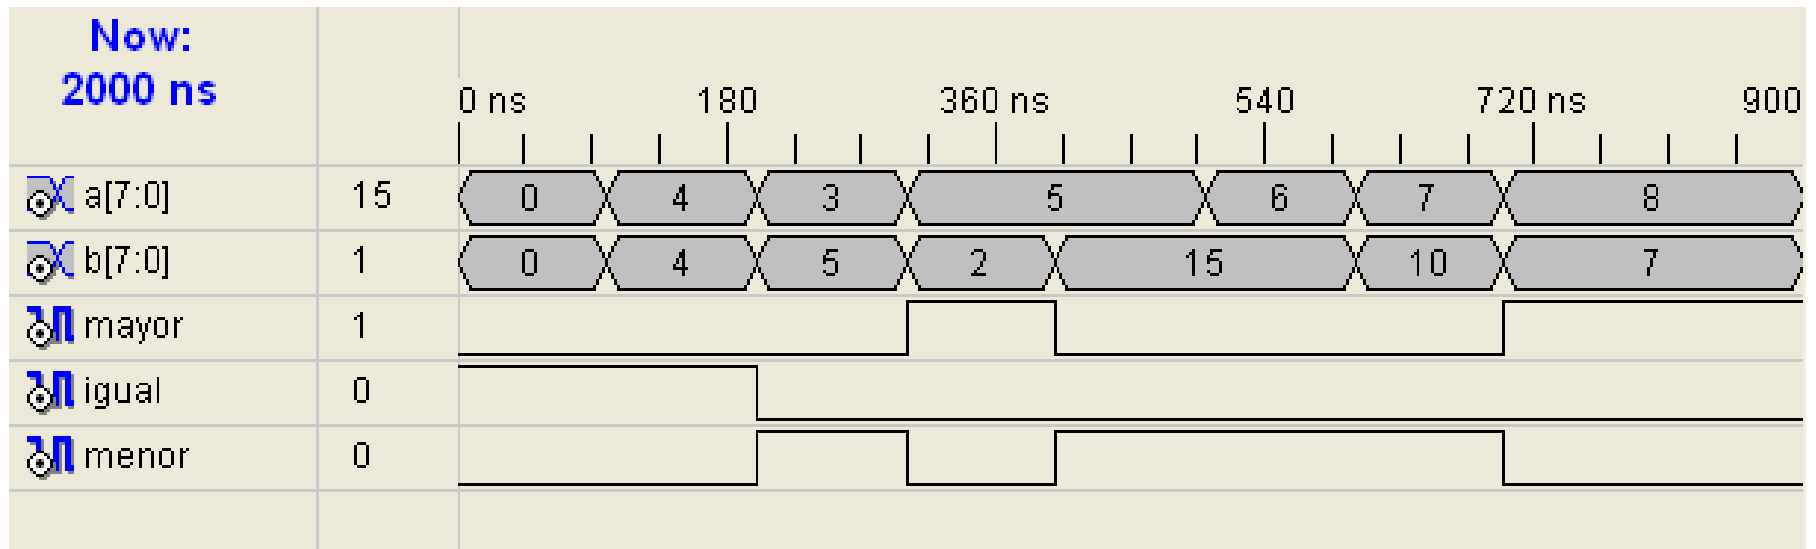 Now:
2000 ns
0 ns 180 360 ns 540 720 ns 900
a[7:0] 15 0 4 3 5 6 7 8
b[7:0] 1 0 4 5 2 15 10 7
mayor 1
igual 0
menor 0